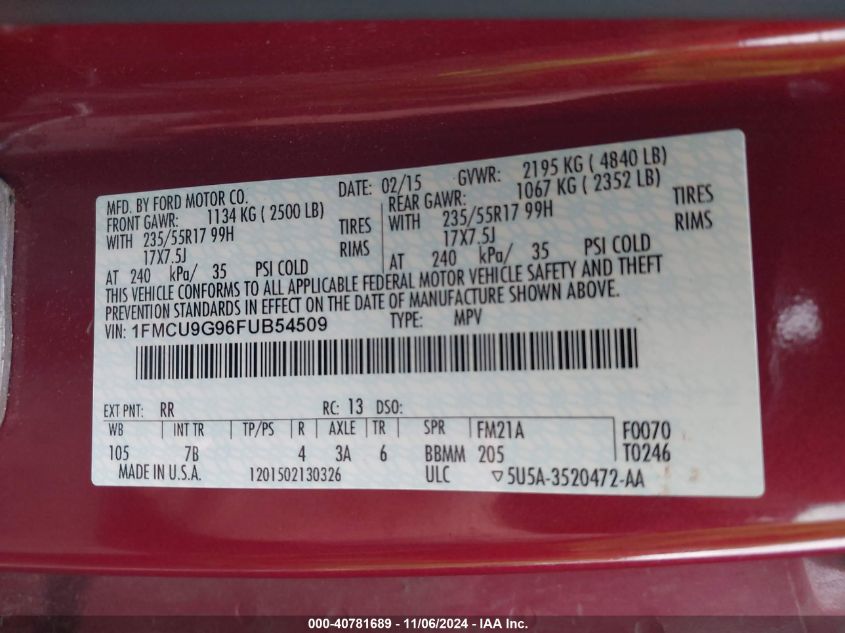 MFD. BY FORD MOTOR CO. DATE: 02/15 GVWR: 2195 KG ( 4840 LB)
FRONT GAWR: 1134 KG ( 2500 LB) REAR GAWR: 1067 KG ( 2352 LB)
WITH 235/55R17 99H TIRES WITH 235/55R17 99H TIRES
17X7.5J RIMS 17X7.5J RIMS
AT 240 kPa/ 35 PSI COLD AT 240 kPa/ 35 PSI COLD
THIS VEHICLE CONFORMS TO ALL APPLICABLE FEDERAL MOTOR VEHICLE SAFETY AND THEFT
PREVENTION STANDARDS IN EFFECT ON THE DATE OF MANUFACTURE SHOWN ABOVE.
VIN: 1FMCU9G96FUB54509 TYPE: MPV
EXT PNT: RR RC: 13 DSO:
WB INT TR TP/PS R AXLE TR SPR FM21A F0070
105 7B 4 3A 6 BBMM 205 T0246
MADE IN U.S.A. 1201502130326 ULC ▽5U5A-3520472-AA
000-40781689 - 11/06/2024 - IAA Inc.